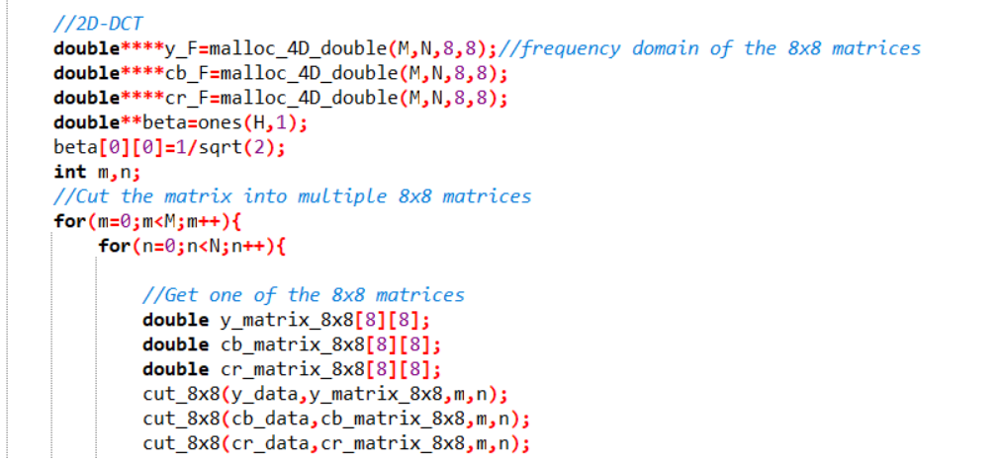 //2D-DCT
double****y_F=malloc_4D_double(M,N,8,8);//frequency domain of the 8x8 matrices
double****cb_F=malloc_4D_double(M,N,8,8);
double****cr_F=malloc_4D_double(M,N,8,8);
double**beta=ones(H,1);
beta[0][0]=1/sqrt(2);
int m,n;
//Cut the matrix into multiple 8x8 matrices
for(m=0;m<M;m++){
for(n=0;n<N;n++){
//Get one of the 8x8 matrices
double y_matrix_8x8[8][8];
double cb_matrix_8x8[8][8];
double cr_matrix_8x8[8][8];
cut_8x8(y_data,y_matrix_8x8,m,n);
cut_8x8(cb_data,cb_matrix_8x8,m,n);
cut_8x8(cr_data,cr_matrix_8x8,m,n);